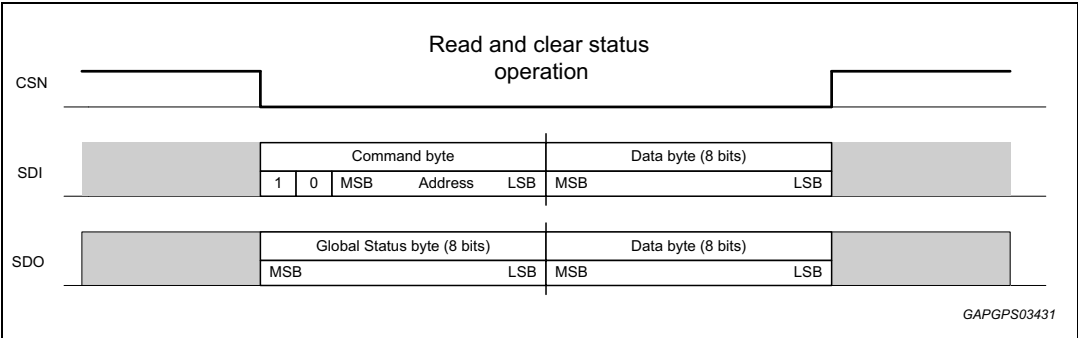 Read and clear status
operation
CSN
Command byte
Data byte (8 bits)
SDI
1 0 MSB Address LSB MSB LSB
Global Status byte (8 bits)
Data byte (8 bits)
SDO
MSB LSB MSB LSB
GAPGPS03431